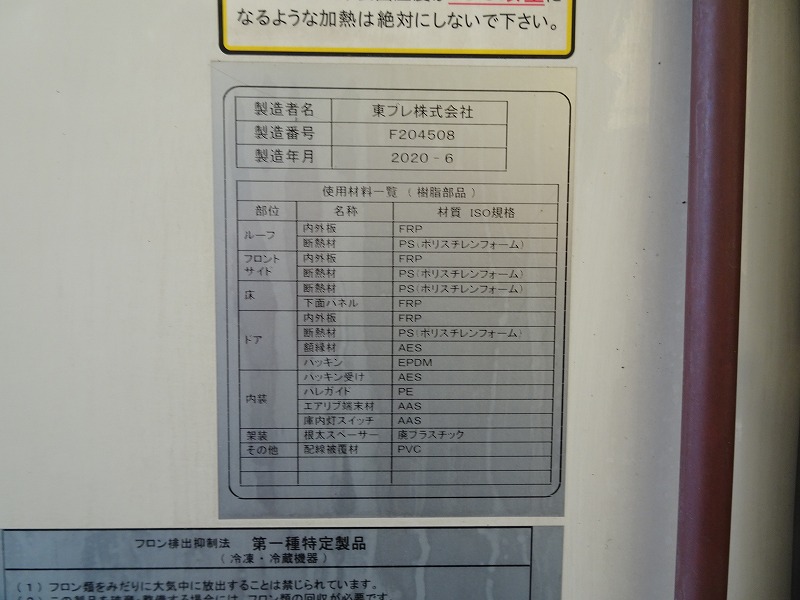 なるような加熱は絶対にしないで下さい。
製造者名 東プレ株式会社
製造番号 F204508
製造年月 2020-6
使用材料一覧(樹脂部品)
部位 名称 材質 ISO規格
ルーフ 内外板 FRP
断熱材 PS(ポリスチレンフォーム)
フロント サイド 内外板 FRP
断熱材 PS(ポリスチレンフォーム)
床 断熱材 PS(ポリスチレンフォーム)
下面パネル FRP
ドア 内外板 FRP
断熱材 PS(ポリスチレンフォーム)
額縁材 AES
パッキン EPDM
内装 パッキン受け AES
パレガイド PE
エアリブ端末材 AAS
庫内灯スイッチ AAS
架装 根太スペーサー 廃プラスチック
その他 配線被覆材 PVC
フロン排出抑制法 第一種特定製品
(冷凍・冷蔵機器)
(1)フロン類をみだりに大気中に放出することは禁じられています。